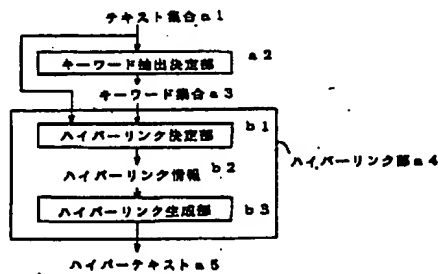 テキスト集合a1
キーワード抽出決定部 a2
キーワード集合a3
ハイパーリンク決定部 b1
ハイパーリンク情報 b2
ハイパーリンク部a4
ハイパーリンク生成部 b3
ハイパーテキストa5